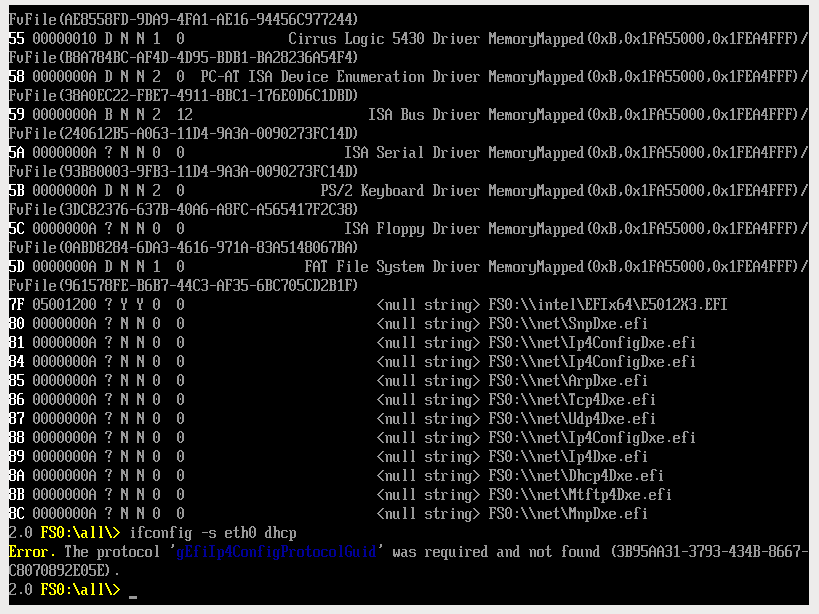 FvFile(AE8558FD-9DA9-4FA1-AE16-94456C977244)
55 00000010 D N N 1 0 Cirrus Logic 5430 Driver MemoryMapped(0xB,0x1FA55000,0x1FEA4FFF)/
FvFile(B8A784BC-AF4D-4D95-BDB1-BA28236A54F4)
58 0000000A D N N 2 0 PC-AT ISA Device Enumeration Driver MemoryMapped(0xB,0x1FA55000,0x1FEA4FFF)/
FvFile(38A0EC22-FBE7-4911-8BC1-176E0D6C1DBD)
59 0000000A B N N 2 12 ISA Bus Driver MemoryMapped(0xB,0x1FA55000,0x1FEA4FFF)/
FvFile(240612B5-A063-11D4-9A3A-0090273FC14D)
5A 0000000A ? N N 0 0 ISA Serial Driver MemoryMapped(0xB,0x1FA55000,0x1FEA4FFF)/
FvFile(93B80003-9FB3-11D4-9A3A-0090273FC14D)
5B 0000000A D N N 2 0 PS/2 Keyboard Driver MemoryMapped(0xB,0x1FA55000,0x1FEA4FFF)/
FvFile(3DC82376-637B-40A6-A8FC-A565417F2C38)
5C 0000000A ? N N 0 0 ISA Floppy Driver MemoryMapped(0xB,0x1FA55000,0x1FEA4FFF)/
FvFile(0ABD8284-6DA3-4616-971A-83A5148067BA)
5D 0000000A D N N 1 0 FAT File System Driver MemoryMapped(0xB,0x1FA55000,0x1FEA4FFF)/
FvFile(961578FE-B6B7-44C3-AF35-6BC705CD2B1F)
7F 05001200 ? Y Y 0 0 <null string> FS0:\\intel\EFIx64\E5012X3.EFI
80 0000000A ? N N 0 0 <null string> FS0:\\net\SnpDxe.efi
81 0000000A ? N N 0 0 <null string> FS0:\\net\Ip4ConfigDxe.efi
84 0000000A ? N N 0 0 <null string> FS0:\\net\Ip4ConfigDxe.efi
85 0000000A ? N N 0 0 <null string> FS0:\\net\ArpDxe.efi
86 0000000A ? N N 0 0 <null string> FS0:\\net\Tcp4Dxe.efi
87 0000000A ? N N 0 0 <null string> FS0:\\net\Udp4Dxe.efi
88 0000000A ? N N 0 0 <null string> FS0:\\net\Ip4ConfigDxe.efi
89 0000000A ? N N 0 0 <null string> FS0:\\net\Ip4Dxe.efi
8A 0000000A ? N N 0 0 <null string> FS0:\\net\Dhcp4Dxe.efi
8B 0000000A ? N N 0 0 <null string> FS0:\\net\Mtftp4Dxe.efi
8C 0000000A ? N N 0 0 <null string> FS0:\\net\MnpDxe.efi
2.0 FS0:\all\> ifconfig -s eth0 dhcp
Error. The protocol 'gEfiIp4ConfigProtocolGuid' was required and not found (3B95AA31-3793-434B-8667-
C8070892E05E).
2.0 FS0:\all\> _